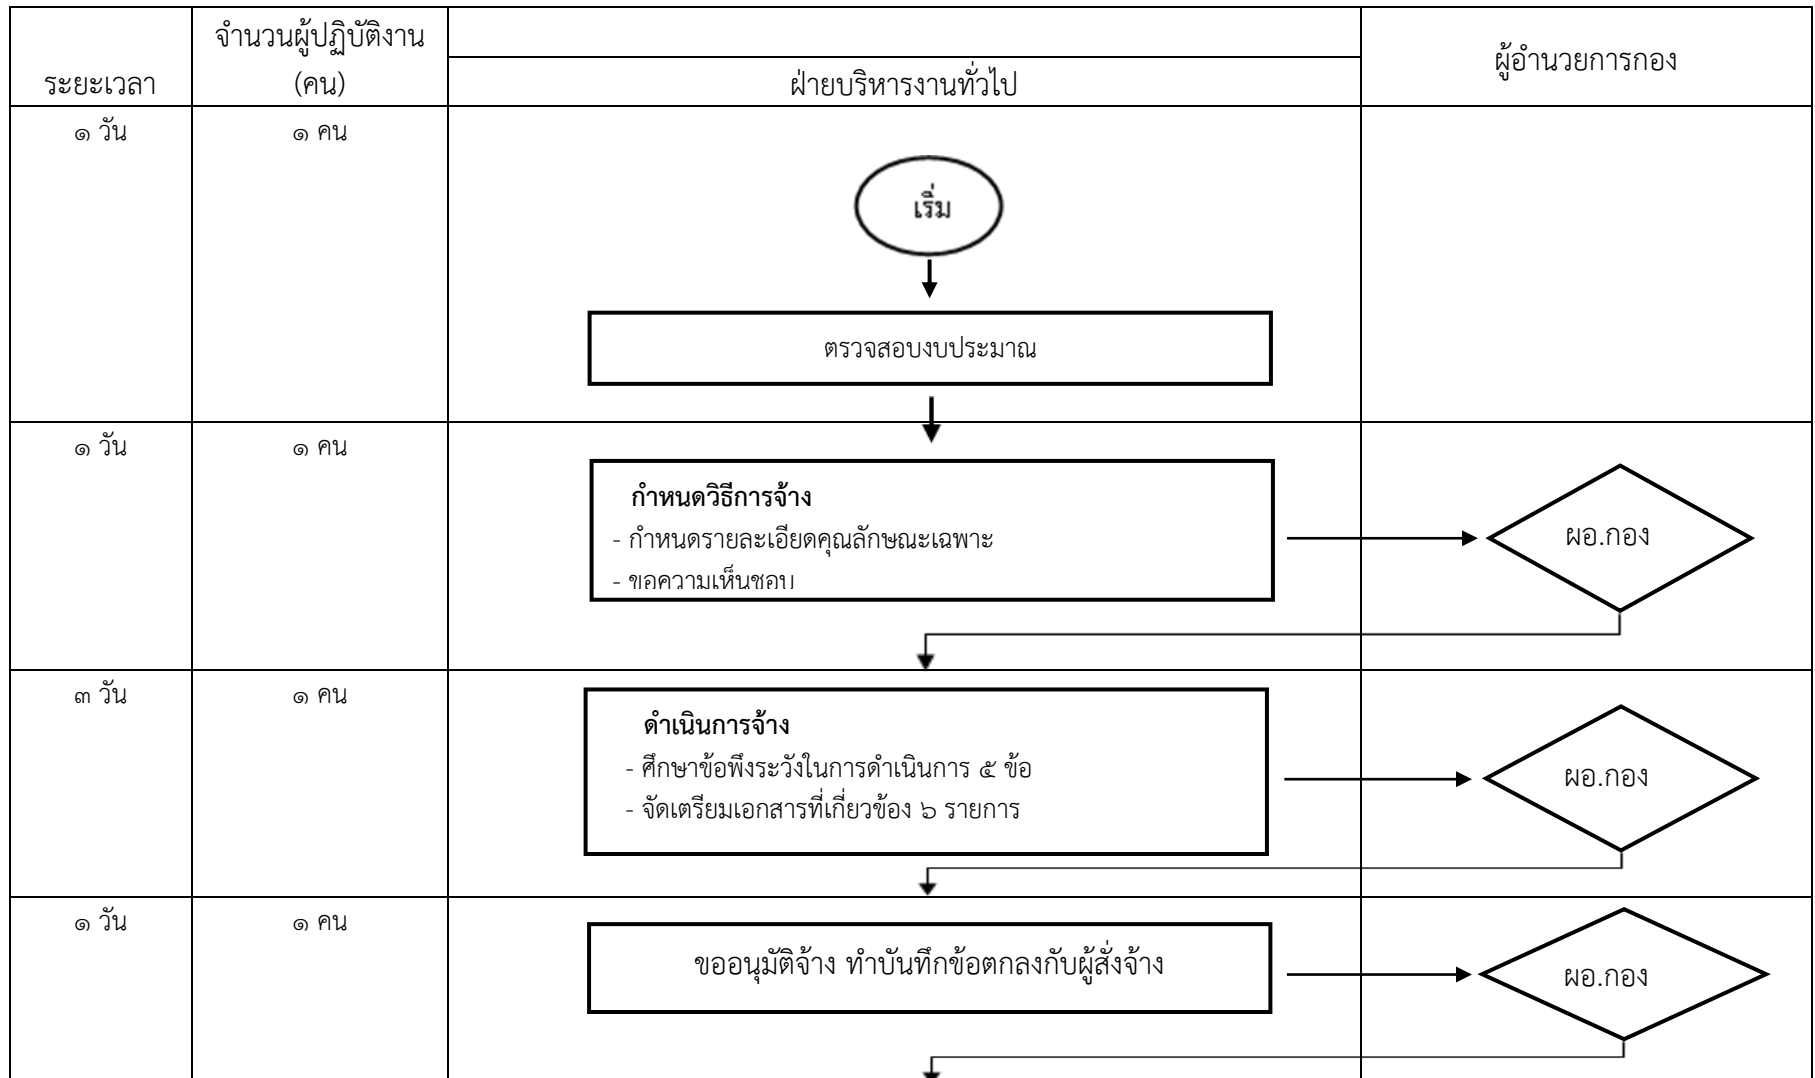 ระยะเวลา
จำนวนผู้ปฏิบัติงาน
(คน)
ฝ่ายบริหารงานทั่วไป
ผู้อำนวยการกอง
๑ วัน
๑ คน
เริ่ม
ตรวจสอบงบประมาณ
๑ วัน
๑ คน
กำหนดวิธีการจ้าง
- กำหนดรายละเอียดคุณลักษณะเฉพาะ
- ขอความเห็นชอบ
ผอ.กอง
๓ วัน
๑ คน
ดำเนินการจ้าง
- ศึกษาข้อพึงระวังในการดำเนินการ ๕ ข้อ
- จัดเตรียมเอกสารที่เกี่ยวข้อง ๖ รายการ
ผอ.กอง
๑ วัน
๑ คน
ขออนุมัติจ้าง ทำบันทึกข้อตกลงกับผู้สั่งจ้าง
ผอ.กอง